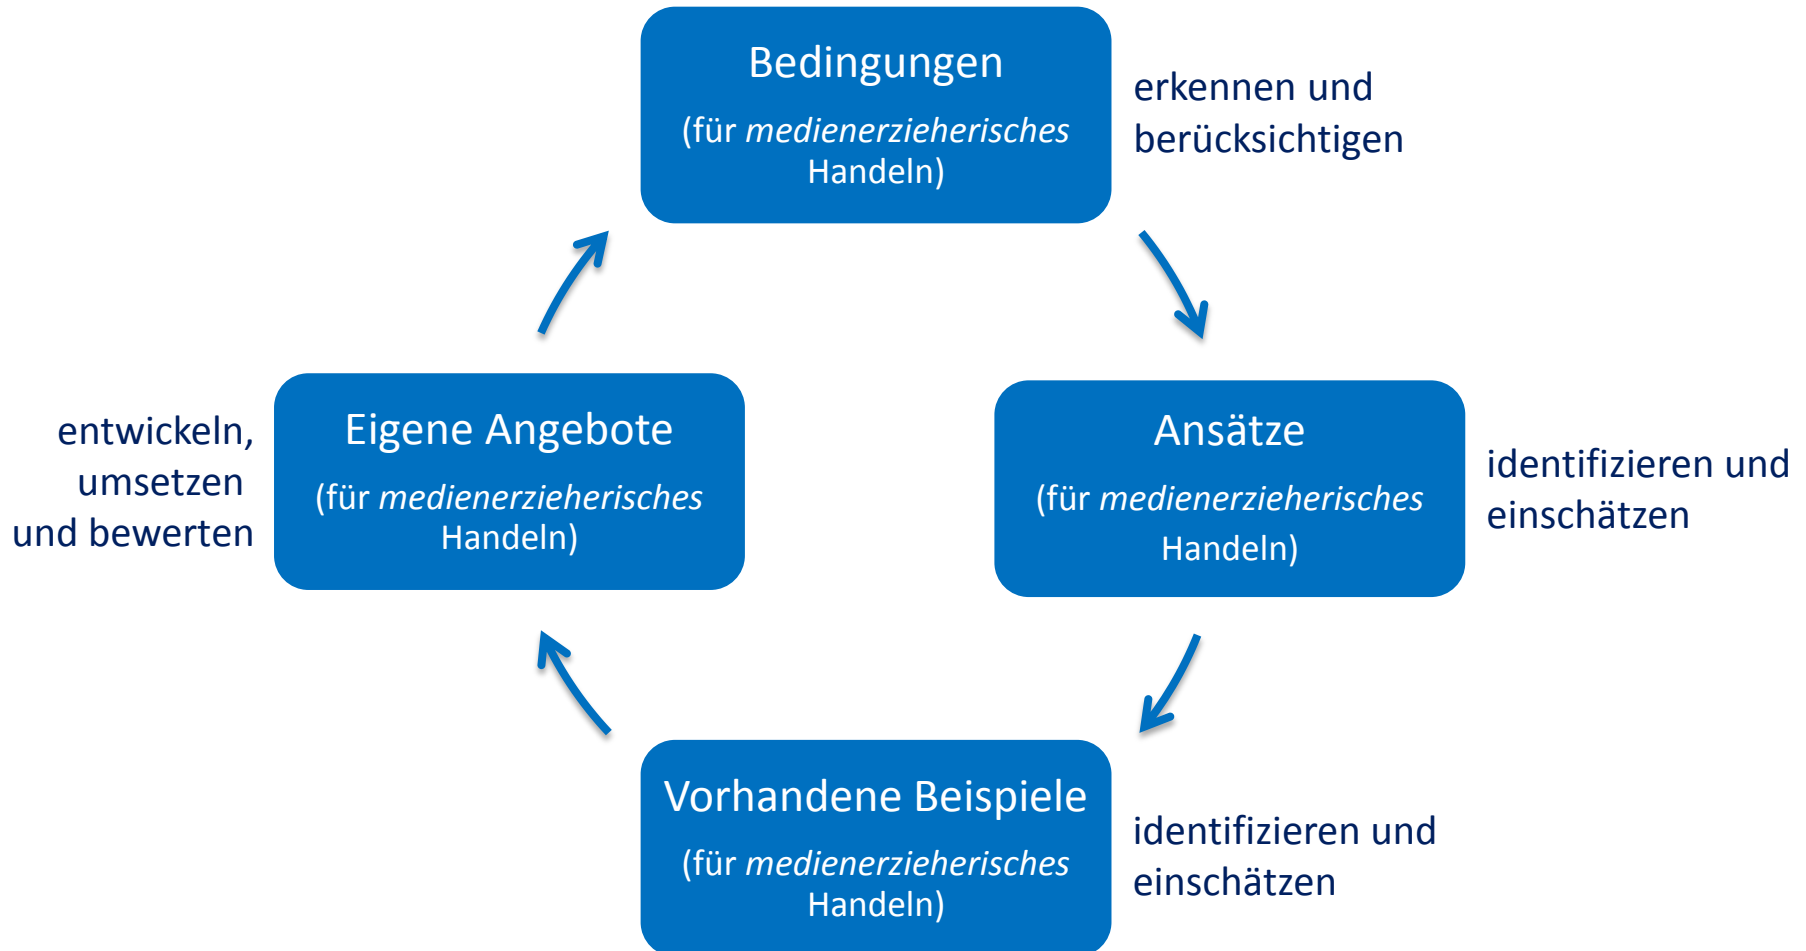 Bedingungen
(für medienerzieherisches
Handeln)
erkennen und
berücksichtigen
entwickeln,
umsetzen
und bewerten
Eigene Angebote
(für medienerzieherisches
Handeln)
Ansätze
(für medienerzieherisches
Handeln)
identifizieren und
einschätzen
Vorhandene Beispiele
(für medienerzieherisches
Handeln)
identifizieren und
einschätzen